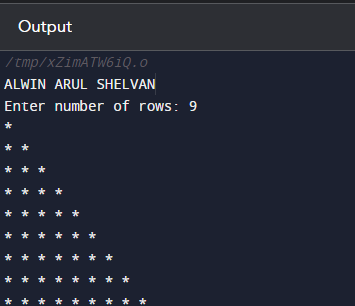 Output
/tmp/xZimATW6iQ.o
ALWIN ARUL SHELVAN
Enter number of rows: 9
*
* *
* * *
* * * *
* * * * *
* * * * * *
* * * * * * *
* * * * * * * *
* * * * * * * * *